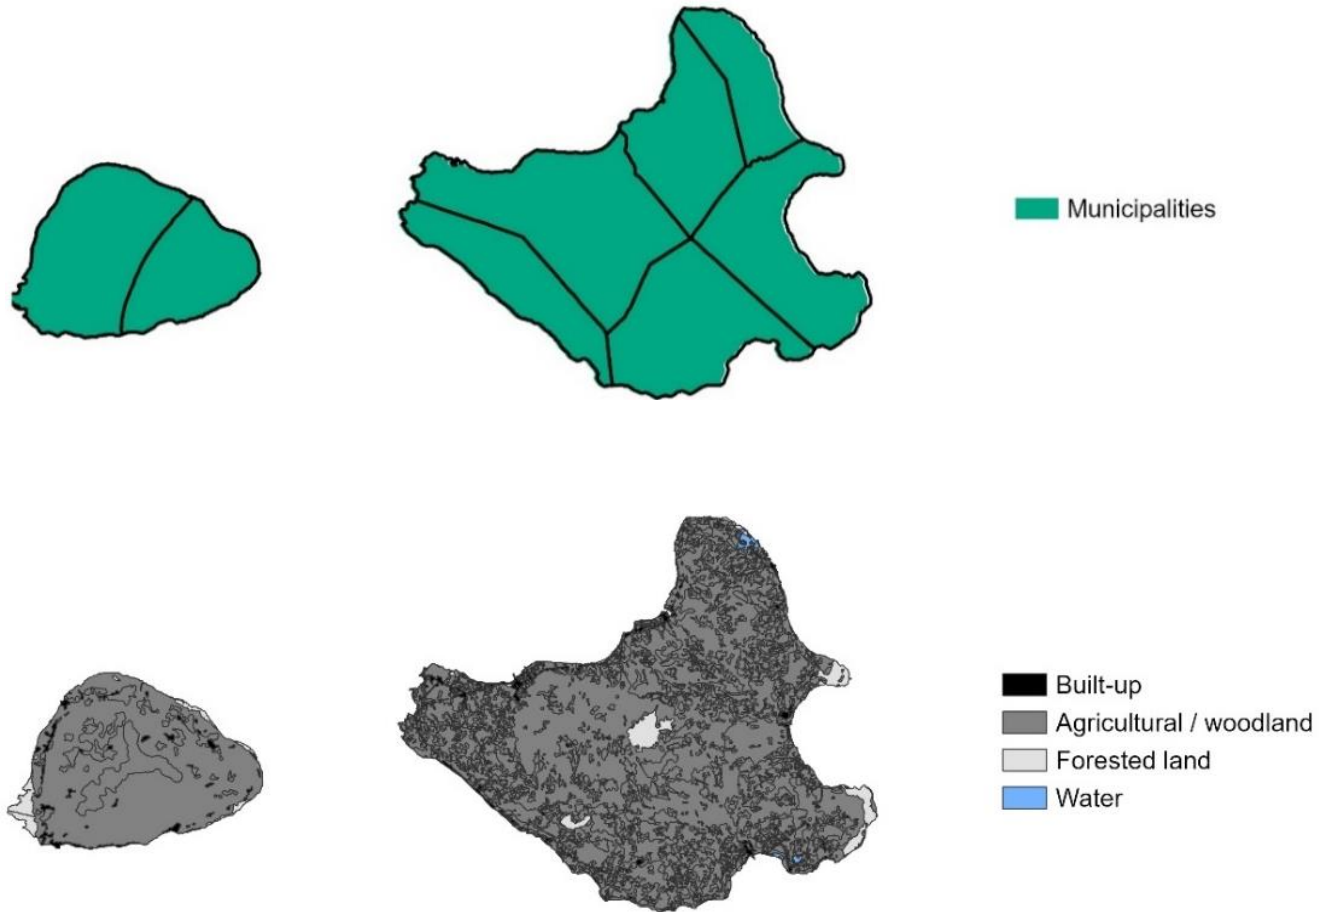 Municipalities
Built-up
Agricultural / woodland
Forested land
Water